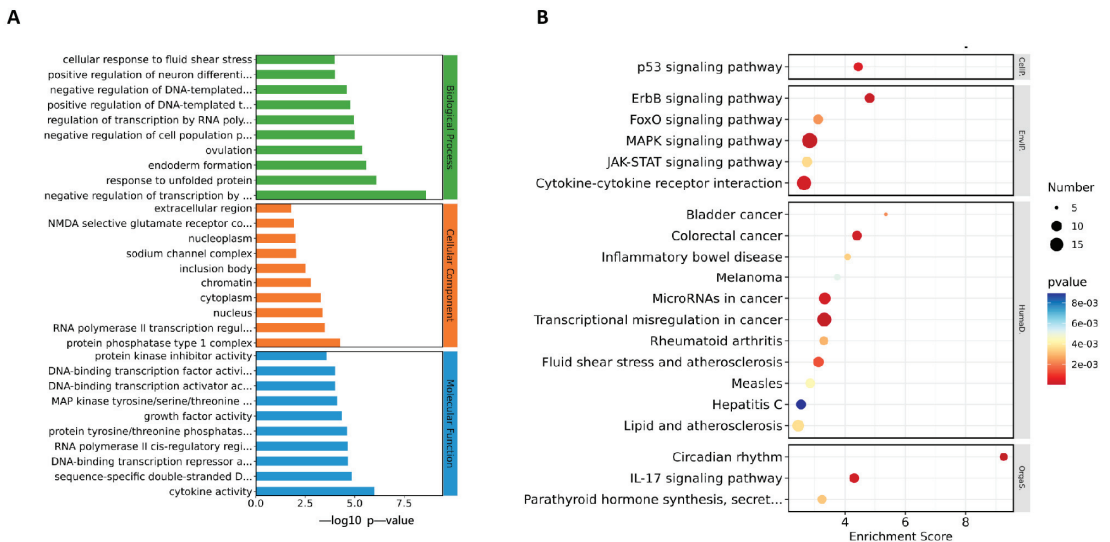 A
cellular response to fluid shear stress
positive regulation of neuron differenti...
negative regulation of DNA-templated...
positive regulation of DNA-templated t...
regulation of transcription by RNA poly...
negative regulation of cell population p...
ovulation
endoderm formation
response to unfolded protein
negative regulation of transcription by ...
Biological Process
extracellular region
NMDA selective glutamate receptor co...
nucleoplasm
sodium channel complex
inclusion body
chromatin
cytoplasm
nucleus
RNA polymerase II transcription regul...
protein phosphatase type 1 complex
Cellular Component
protein kinase inhibitor activity
DNA-binding transcription factor activi...
DNA-binding transcription activator ac...
MAP kinase tyrosine/serine/threonine ...
growth factor activity
protein tyrosine/threonine phosphatas...
RNA polymerase II cis-regulatory regi...
DNA-binding transcription repressor a...
sequence-specific double-stranded D...
cytokine activity
Molecular Function
0.0 2.5 5.0 7.5
—log10 p—value
B
p53 signaling pathway
CellP.
ErbB signaling pathway
FoxO signaling pathway
MAPK signaling pathway
JAK-STAT signaling pathway
Cytokine-cytokine receptor interaction
EnvIP.
Bladder cancer
Colorectal cancer
Inflammatory bowel disease
Melanoma
MicroRNAs in cancer
Transcriptional misregulation in cancer
Rheumatoid arthritis
Fluid shear stress and atherosclerosis
Measles
Hepatitis C
Lipid and atherosclerosis
HumaD.
Circadian rhythm
IL-17 signaling pathway
Parathyroid hormone synthesis, secret...
OrgaS.
4 6 8
Enrichment Score
Number
5
10
15
pvalue
8e-03
6e-03
4e-03
2e-03